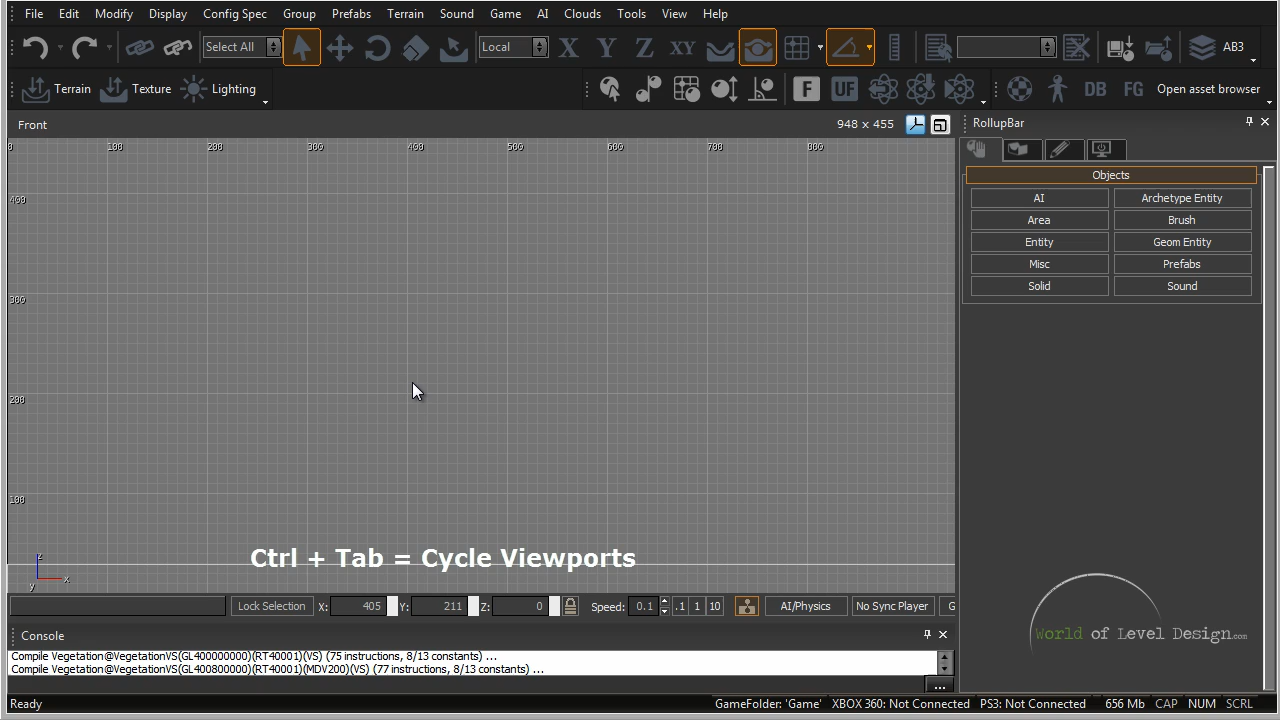 File Edit Modify Display Config Spec Group Prefabs Terrain Sound Game AI Clouds Tools View Help
Select All Local X Y Z XY AB3
Terrain Texture Lighting F UF DB FG Open asset browser
Front 948 x 455
RollupBar
0 100 200 300 400 500 600 700 800
400
300
200
100
Objects
AI Archetype Entity
Area Brush
Entity Geom Entity
Misc Prefabs
Solid Sound
Ctrl + Tab = Cycle Viewports
z
x
y
Lock Selection X: 405 Y: 211 Z: 0 Speed: 0.1 .1 1 10 AI/Physics No Sync Player G
World of Level Design.com
Console
Compile Vegetation@VegetationVS(GL400000000)(RT40001)(VS) (75 instructions, 8/13 constants) ...
Compile Vegetation@VegetationVS(GL400800000)(RT40001)(MDV200)(VS) (77 instructions, 8/13 constants) ...
...
Ready GameFolder: 'Game' XBOX 360: Not Connected PS3: Not Connected 656 Mb CAP NUM SCRL